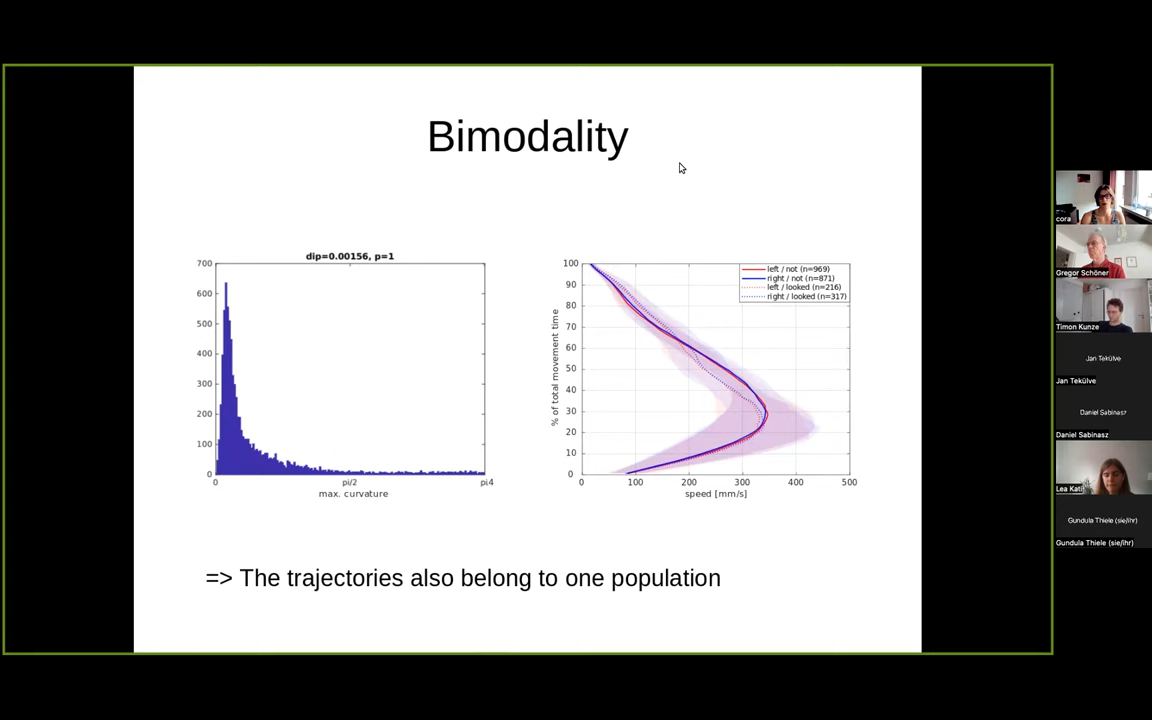 Bimodality
dip=0.00156, p=1
700
600
500
400
300
200
100
0
0
pi/2
pi4
max. curvature
100
90
80
70
60
50
40
30
20
10
0
% of total movement time
left / not (n=969)
right / not (n=871)
left / looked (n=216)
right / looked (n=317)
0
100
200
300
400
500
speed [mm/s]
=> The trajectories also belong to one population
cora
Gregor Schöner
Timon Kunze
Jan Tekülve
Jan Tekülve
Daniel Sabinasz
Daniel Sabinasz
Lea Kati
Gundula Thiele (sie/ihr)
Gundula Thiele (sie/ihr)